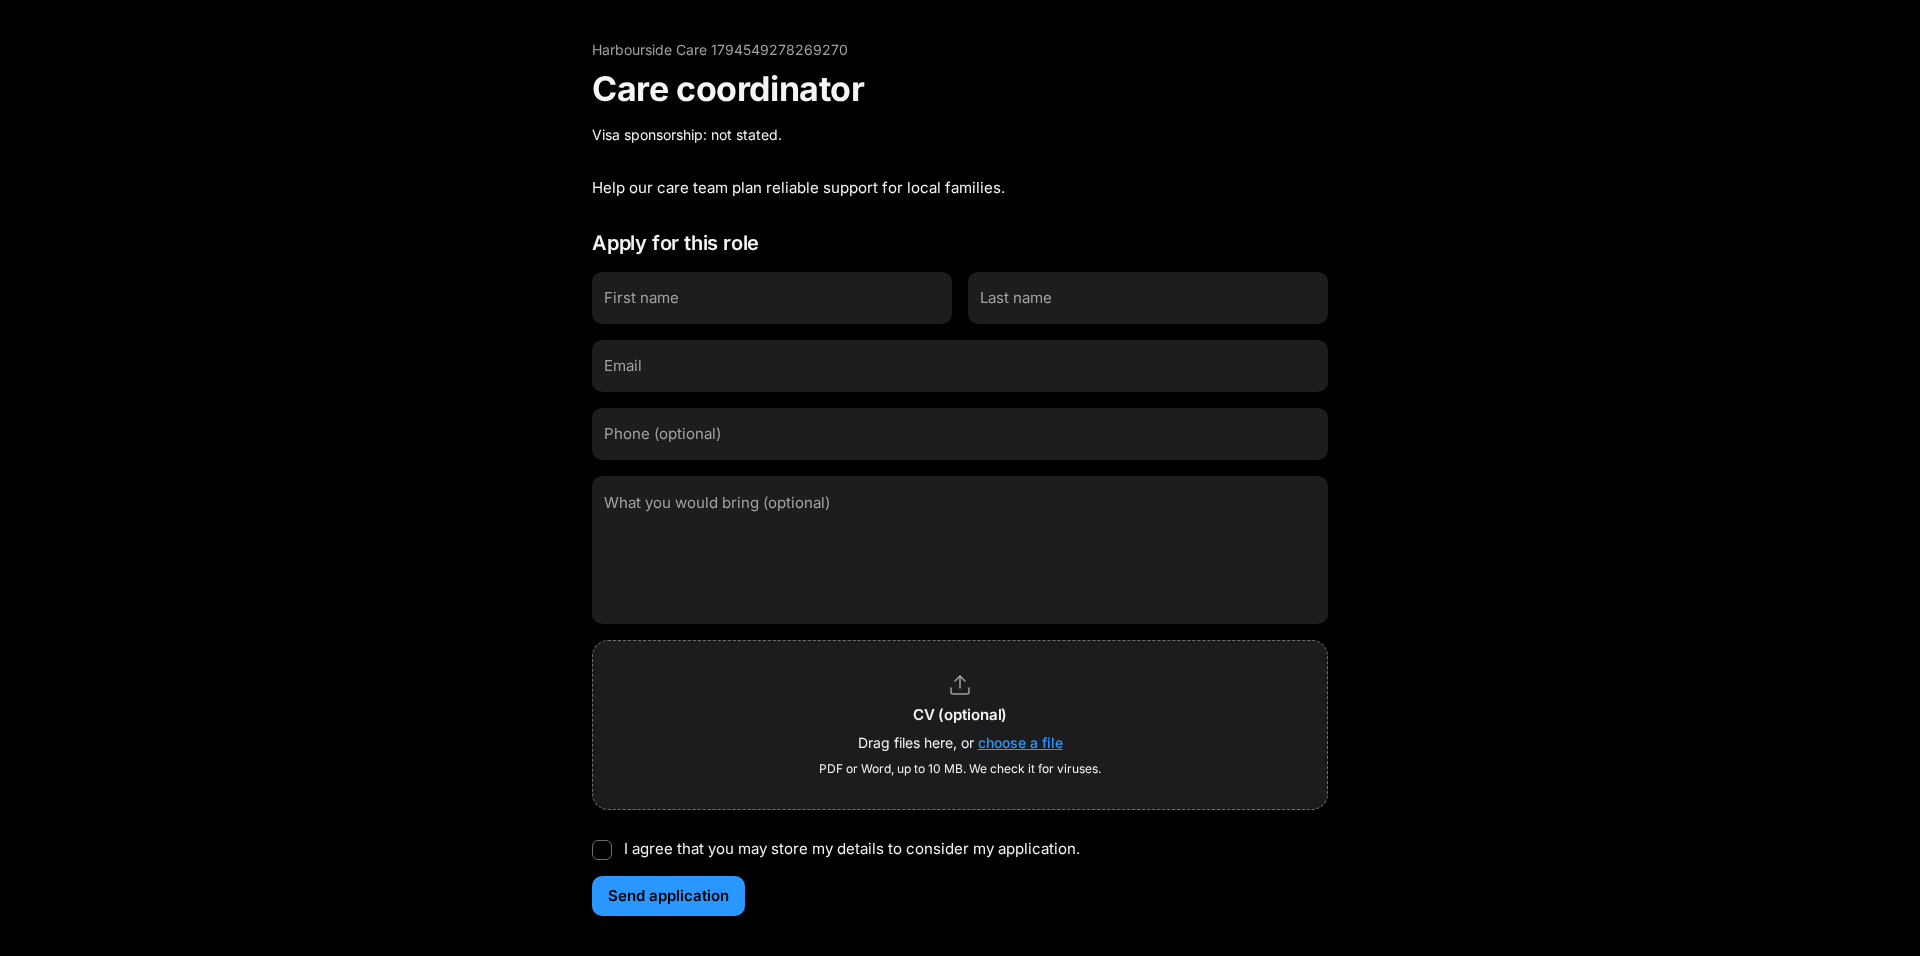 Harbourside Care 1794549278269270
Care coordinator
Visa sponsorship: not stated.
Help our care team plan reliable support for local families.
Apply for this role
First name
Last name
Email
Phone (optional)
What you would bring (optional)
CV (optional)
Drag files here, or choose a file
PDF or Word, up to 10 MB. We check it for viruses.
I agree that you may store my details to consider my application.
Send application